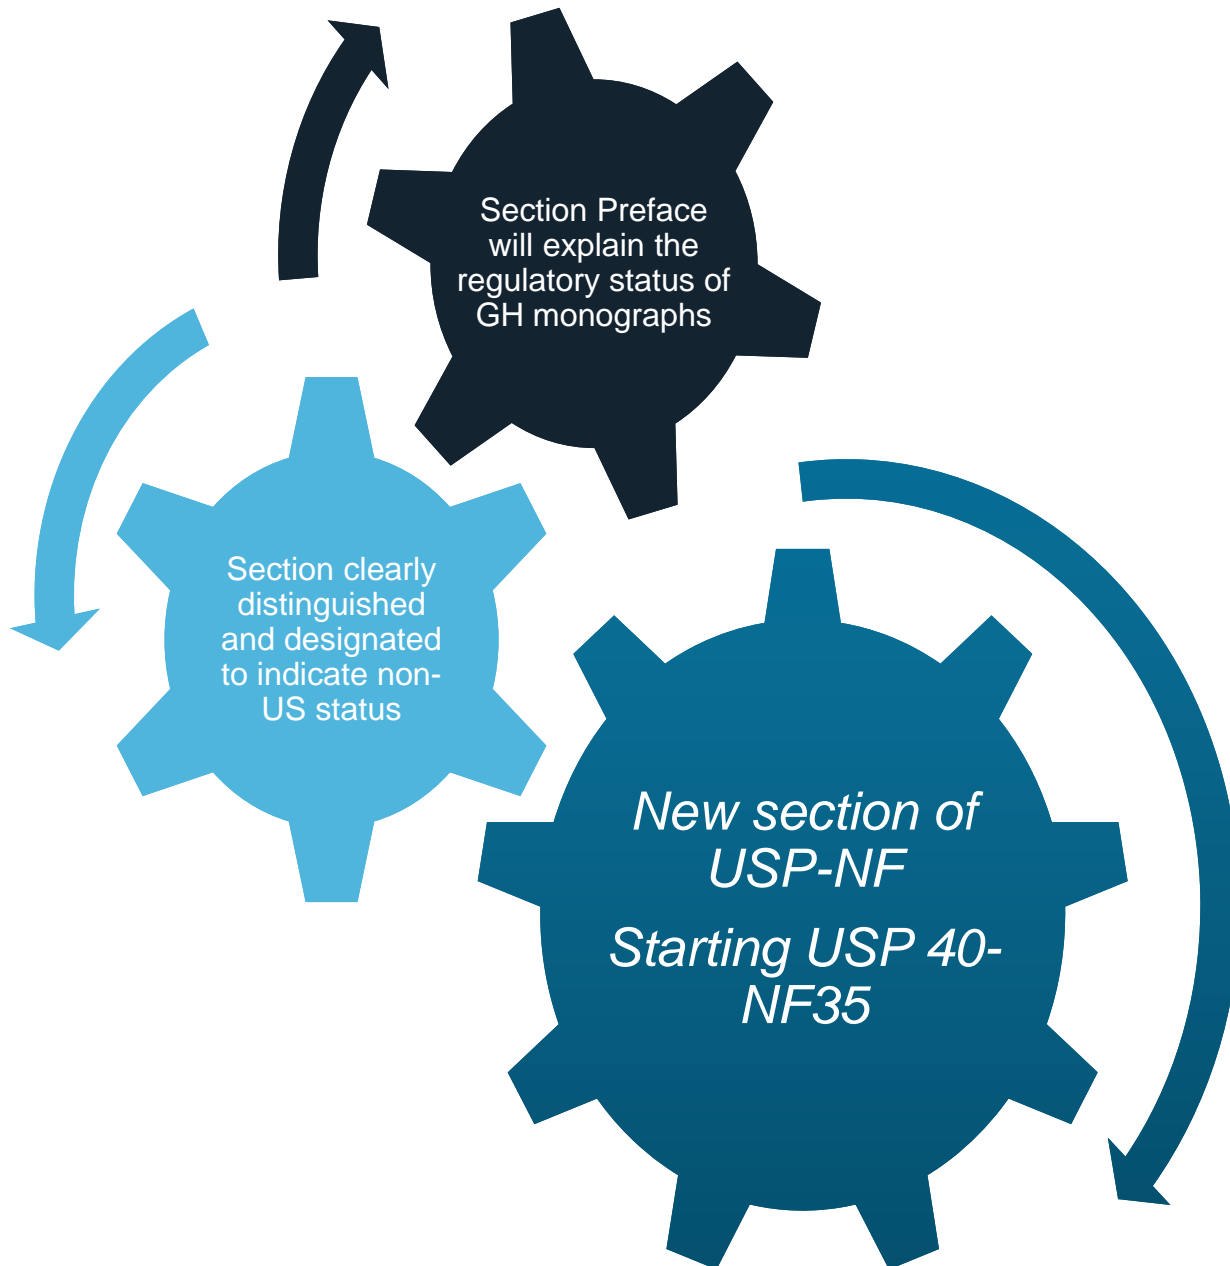 Section Preface
will explain the
regulatory status of
GH monographs
Section clearly
distinguished
and designated
to indicate non-
US status
New section of
USP-NF
Starting USP 40-
NF35